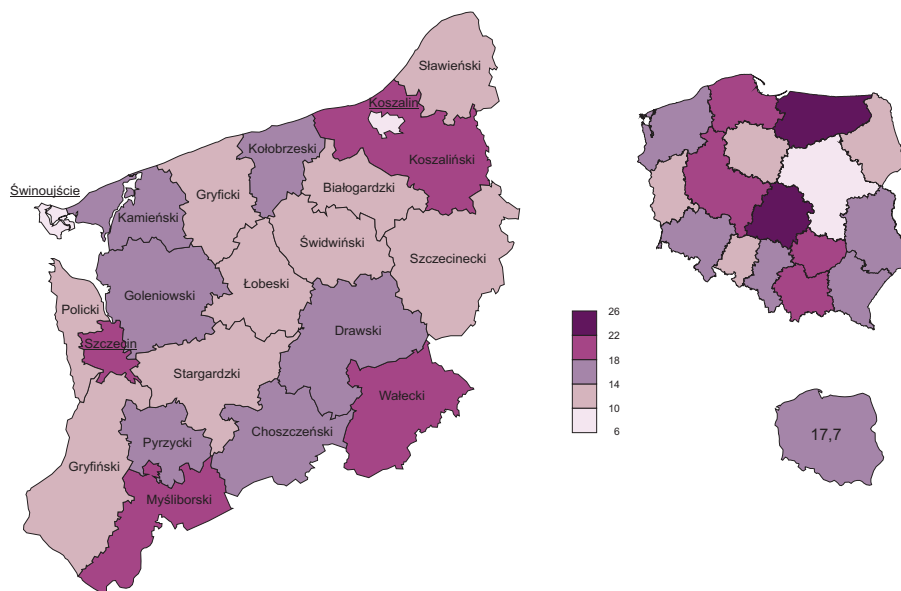 Sławieński
Koszalin
Kołobrzeski
Koszaliński
Białogardzki
Świnoujście
Gryficki
Kamieński
Świdwiński
Szczecinecki
Łobeski
Goleniowski
Policki
Drawski
Szczecin
Stargardzki
Wałecki
Choszczeński
Pyrzycki
Gryfiński
Myśliborski
26
22
18
14
10
6
17,7